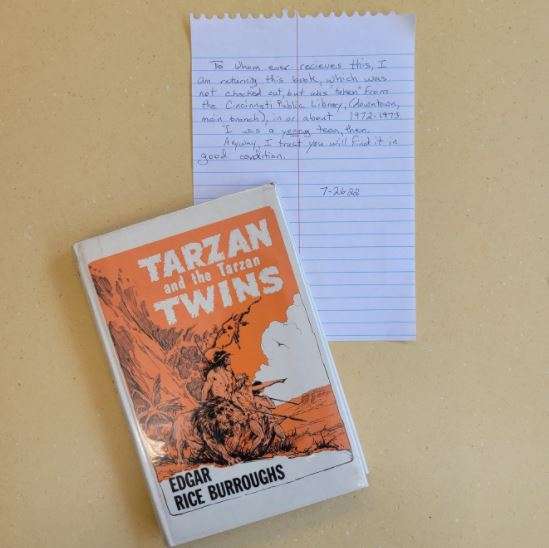 To Whom ever recieves this, I
am returning this book, which was
not checked out, but was "taken" from
the Cincinnati Public Library, (downtown,
main branch), in or about 1972-1973.
I was a young teen, then.
Anyway, I trust you will find it in
good condition.
7-26 22
TARZAN
and the Tarzan
TWINS
EDGAR
RICE BURROUGHS